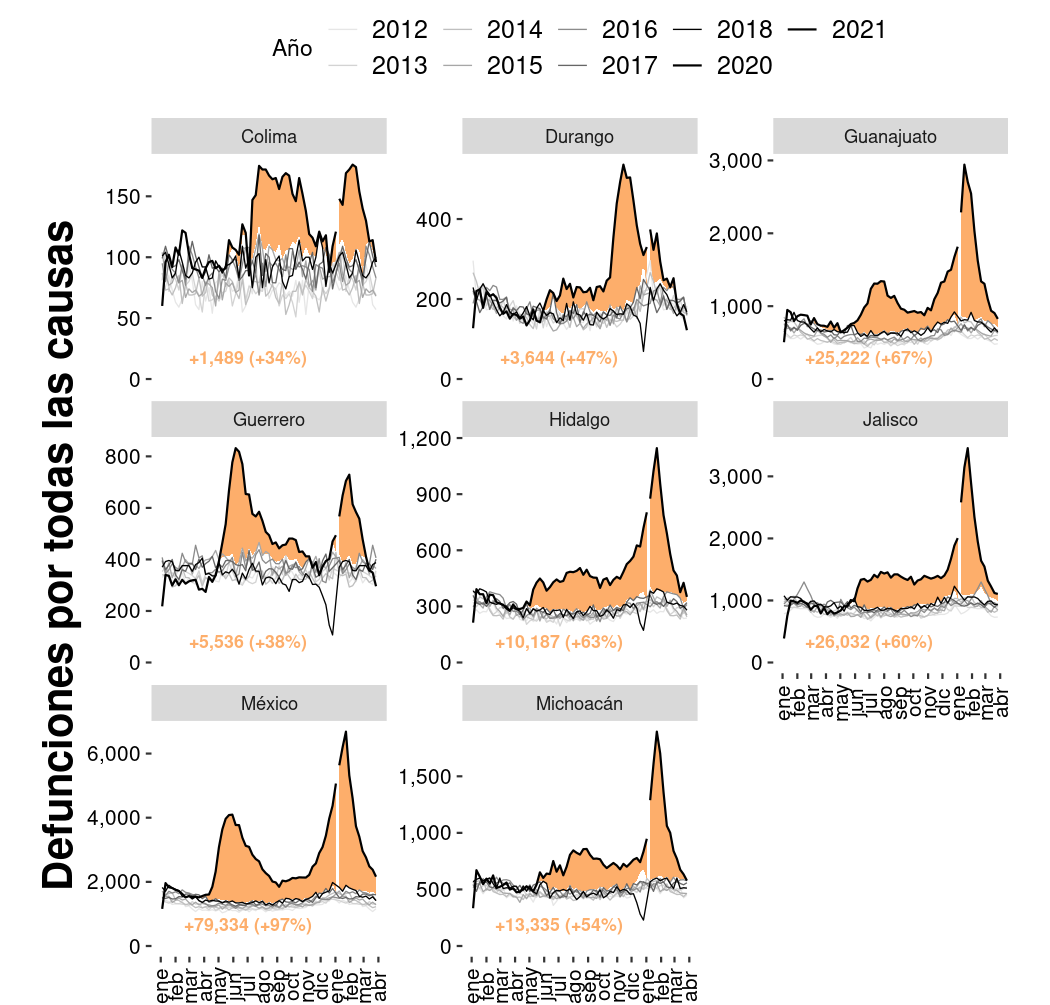 Año
2012 2014 2016 2018 2021
2013 2015 2017 2020
Defunciones por todas las causas
Colima
150
100
50
0
+1,489 (+34%)
Durango
400
200
0
+3,644 (+47%)
Guanajuato
3,000
2,000
1,000
0
+25,222 (+67%)
Guerrero
800
600
400
200
0
+5,536 (+38%)
Hidalgo
1,200
900
600
300
0
+10,187 (+63%)
Jalisco
3,000
2,000
1,000
0
+26,032 (+60%)
ene feb mar abr may jun jul ago sep oct nov dic ene feb mar abr
México
6,000
4,000
2,000
0
+79,334 (+97%)
ene feb mar abr may jun jul ago sep oct nov dic ene feb mar abr
Michoacán
1,500
1,000
500
0
+13,335 (+54%)
ene feb mar abr may jun jul ago sep oct nov dic ene feb mar abr